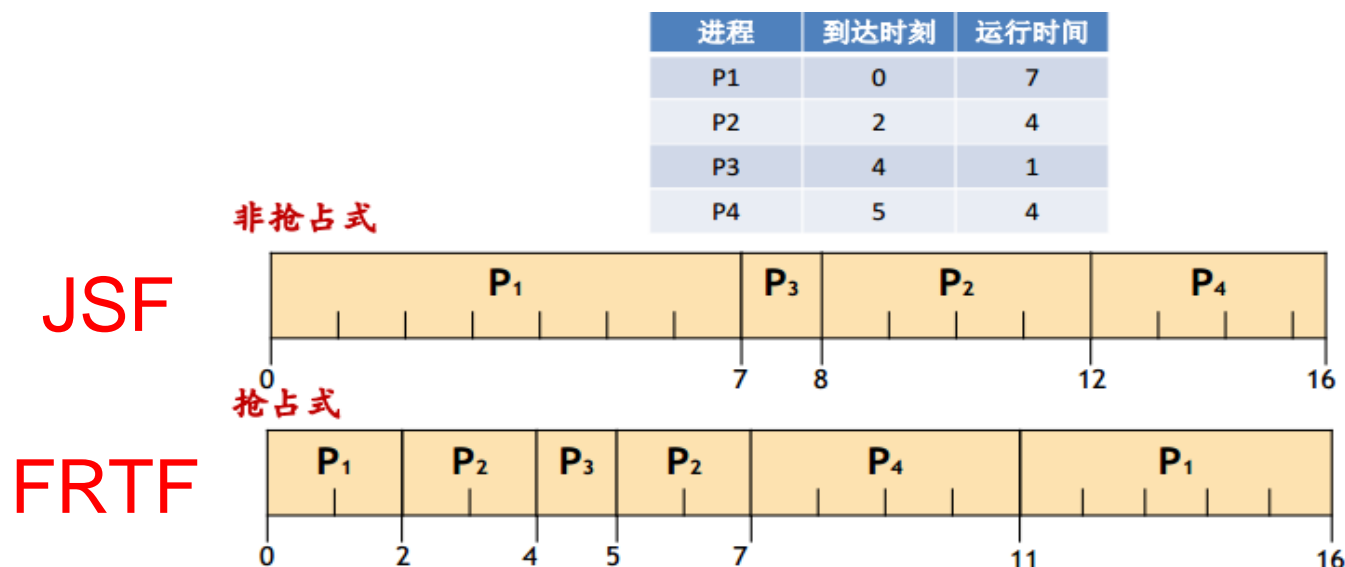 进程 到达时刻 运行时间
P1 0 7
P2 2 4
P3 4 1
P4 5 4
非抢占式
JSF
P₁ P₃ P₂ P₄
0 7 8 12 16
抢占式
FRTF
P₁ P₂ P₃ P₂ P₄ P₁
0 2 4 5 7 11 16